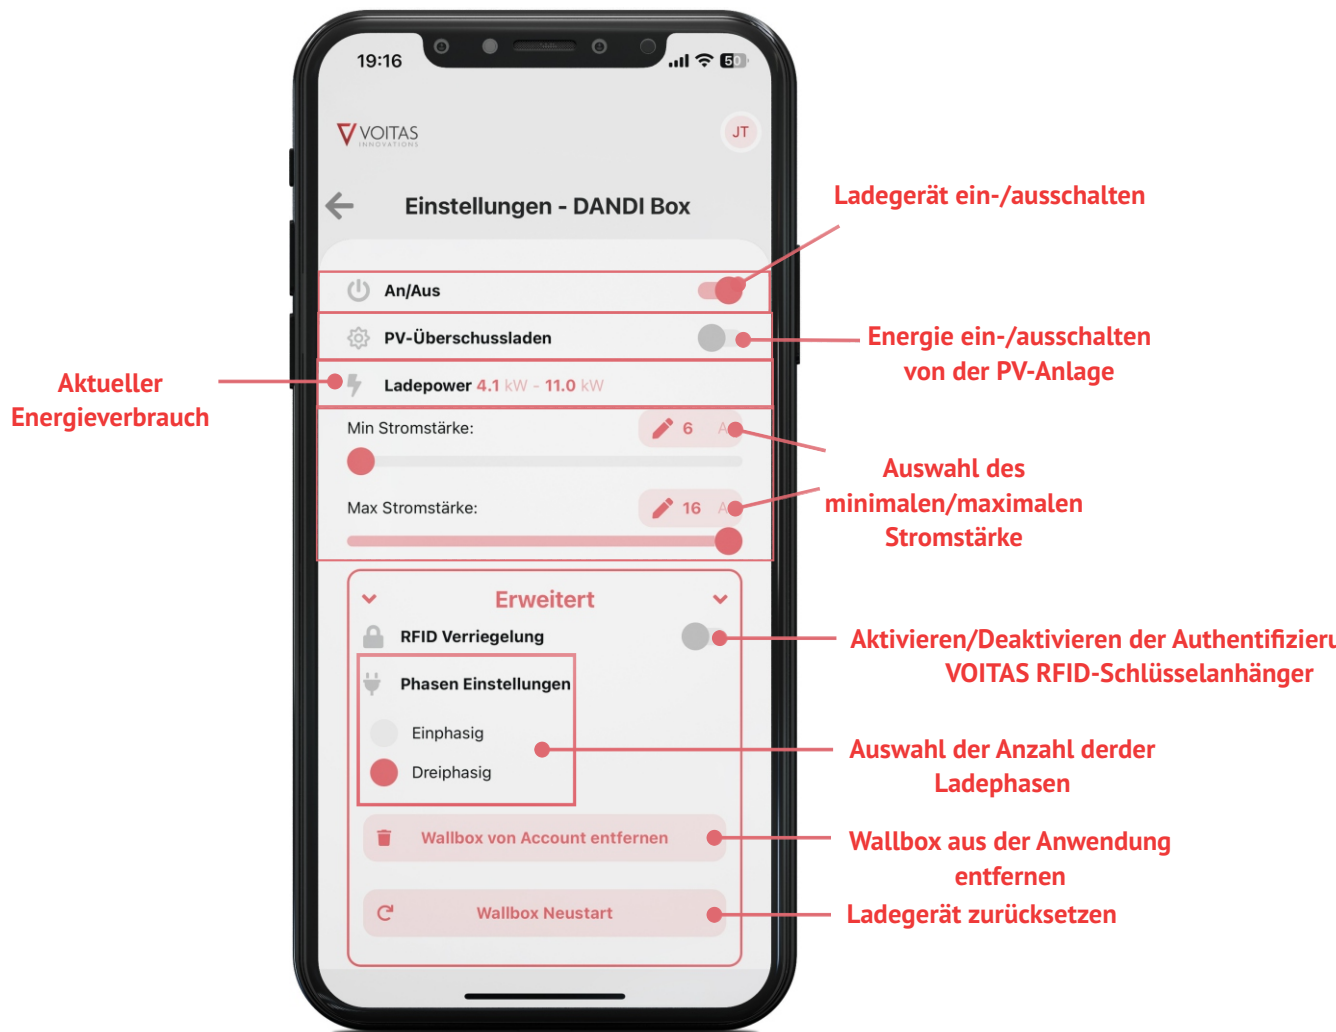 19:16
50
VOITAS
INNOVATIONS
JT
Einstellungen - DANDI Box
Ladegerät ein-/ausschalten
An/Aus
PV-Überschussladen
Energie ein-/ausschalten
von der PV-Anlage
Aktueller
Energieverbrauch
Ladepower 4.1 kW - 11.0 kW
Min Stromstärke:
6 A
Max Stromstärke:
16 A
Auswahl des
minimalen/maximalen
Stromstärke
Erweitert
RFID Verriegelung
Aktivieren/Deaktivieren der
VOITAS RFID-Schlüsselanhänger
Phasen Einstellungen
Einphasig
Dreiphasig
Auswahl der Anzahl derder
Ladephasen
Wallbox von Account entfernen
Wallbox aus der Anwendung
entfernen
Wallbox Neustart
Ladegerät zurücksetzen